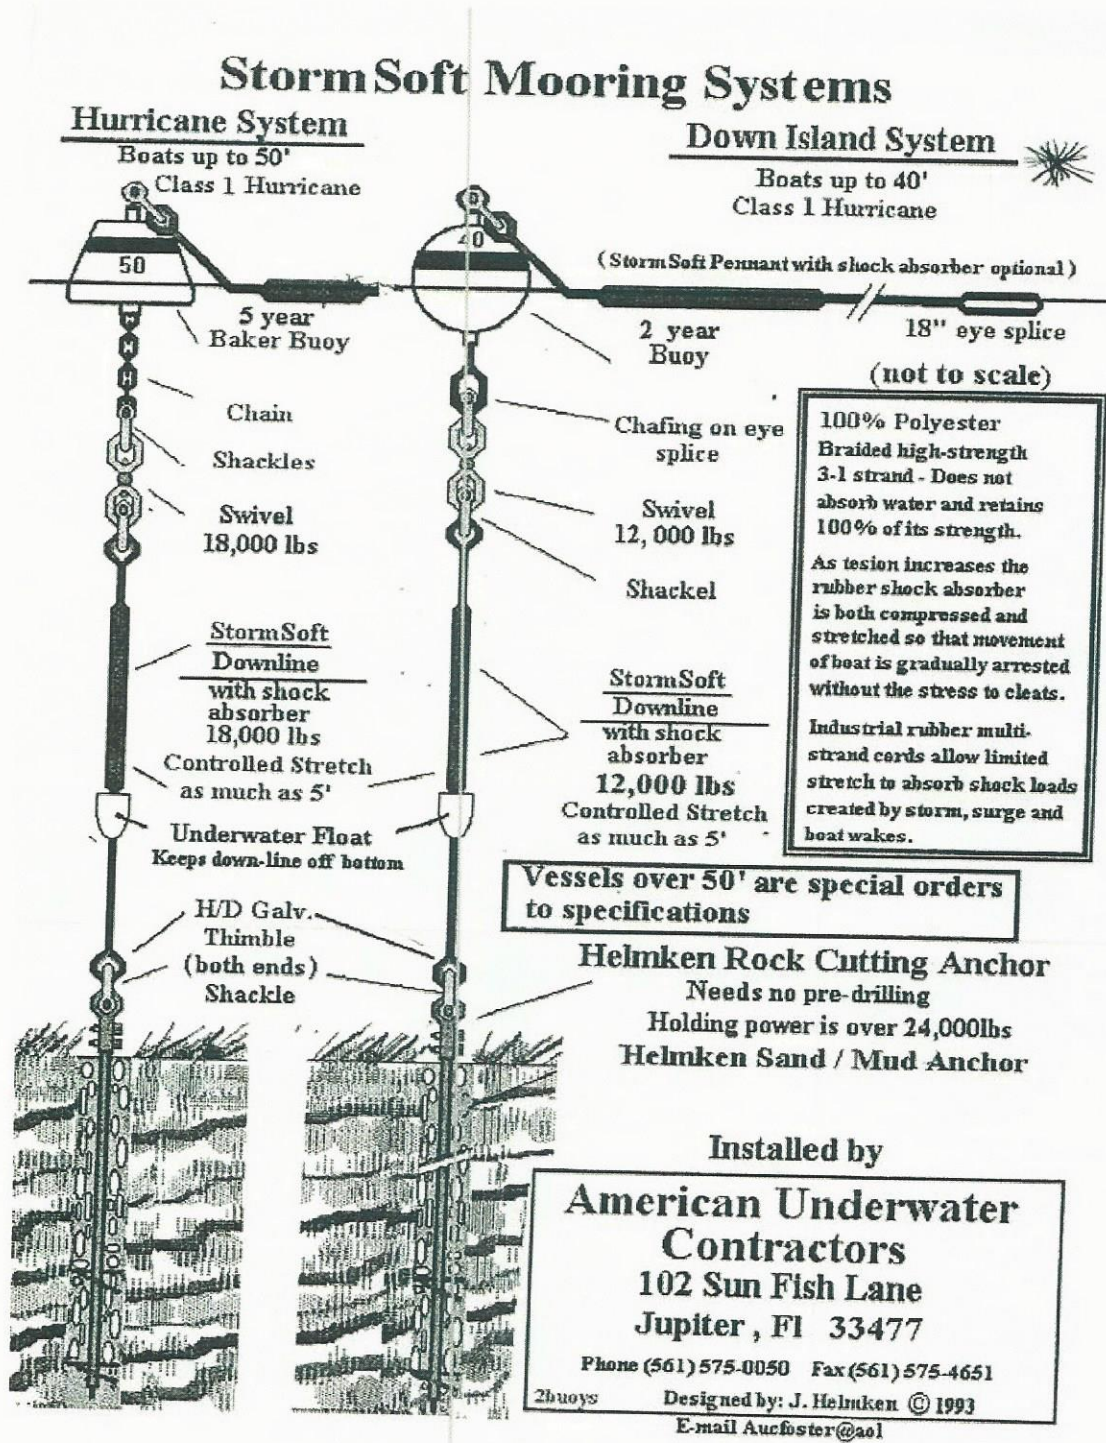 StormSoft Mooring Systems
Hurricane System
Boats up to 50'
Class 1 Hurricane
Down Island System
Boats up to 40'
Class 1 Hurricane
50
40
(StormSoft Pennant with shock absorber optional)
5 year
Baker Buoy
2 year
Buoy
18" eye splice
(not to scale)
Chain
Shackles
Swivel
18,000 lbs
Chafing on eye
splice
Swivel
12,000 lbs
Shackel
100% Polyester
Braided high-strength
3-1 strand - Does not
absorb water and retains
100% of its strength.
As tesion increases the
rubber shock absorber
is both compressed and
stretched so that movement
of boat is gradually arrested
without the stress to cleats.
Industrial rubber multi-
strand cords allow limited
stretch to absorb shock loads
created by storm, surge and
boat wakes.
StormSoft
Downline
with shock
absorber
18,000 lbs
Controlled Stretch
as much as 5'
StormSoft
Downline
with shock
absorber
12,000 lbs
Controlled Stretch
as much as 5'
Underwater Float
Keeps down-line off bottom
Vessels over 50' are special orders
to specifications
H/D Galv.
Thimble
(both ends)
Shackle
Helmken Rock Cutting Anchor
Needs no pre-drilling
Holding power is over 24,000lbs
Helmken Sand / Mud Anchor
Installed by
American Underwater
Contractors
102 Sun Fish Lane
Jupiter, Fl 33477
Phone (561) 575-0050 Fax (561) 575-4651
2buoys Designed by: J. Helmken © 1993
E-mail Aucfoster@aol